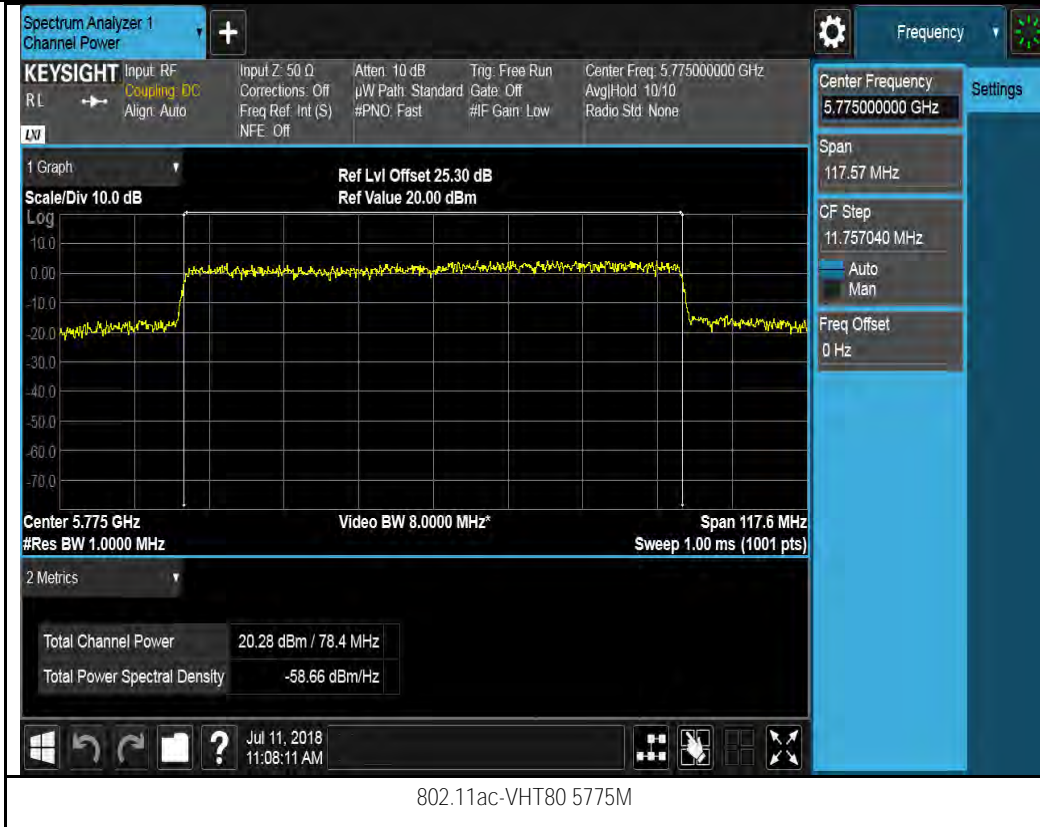 Spectrum Analyzer 1
Channel Power
+
Frequency
KEYSIGHT
RL
LXI
Input: RF
Coupling: DC
Align: Auto
Input Z: 50 Ω
Corrections: Off
Freq Ref: Int (S)
NFE: Off
Atten: 10 dB
µW Path: Standard
#PNO: Fast
Trig: Free Run
Gate: Off
#IF Gain: Low
Center Freq: 5.775000000 GHz
Avg|Hold: 10/10
Radio Std: None
Center Frequency
5.775000000 GHz
Settings
Span
117.57 MHz
CF Step
11.757040 MHz
Auto
Man
Freq Offset
0 Hz
1 Graph
Scale/Div 10.0 dB
Ref Lvl Offset 25.30 dB
Ref Value 20.00 dBm
Log
10.0
0.00
-10.0
-20.0
-30.0
-40.0
-50.0
-60.0
-70.0
Center 5.775 GHz
#Res BW 1.0000 MHz
Video BW 8.0000 MHz*
Span 117.6 MHz
Sweep 1.00 ms (1001 pts)
2 Metrics
Total Channel Power 20.28 dBm / 78.4 MHz
Total Power Spectral Density -58.66 dBm/Hz
?
Jul 11, 2018
11:08:11 AM
802.11ac-VHT80 5775M